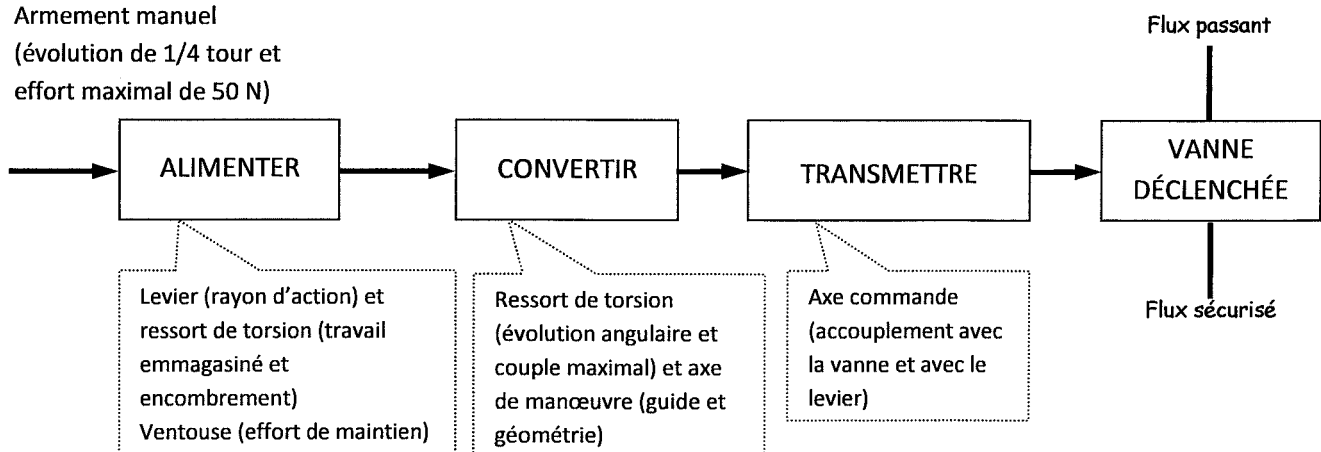 Armement manuel
(évolution de 1/4 tour et
effort maximal de 50 N)
Flux passant
ALIMENTER
CONVERTIR
TRANSMETTRE
VANNE
DÉCLENCHÉE
Levier (rayon d'action) et
ressort de torsion (travail
emmagasiné et
encombrement)
Ventouse (effort de maintien)
Ressort de torsion
(évolution angulaire et
couple maximal) et axe
de manœuvre (guide et
géométrie)
Axe commande
(accouplement avec
la vanne et avec le
levier)
Flux sécurisé